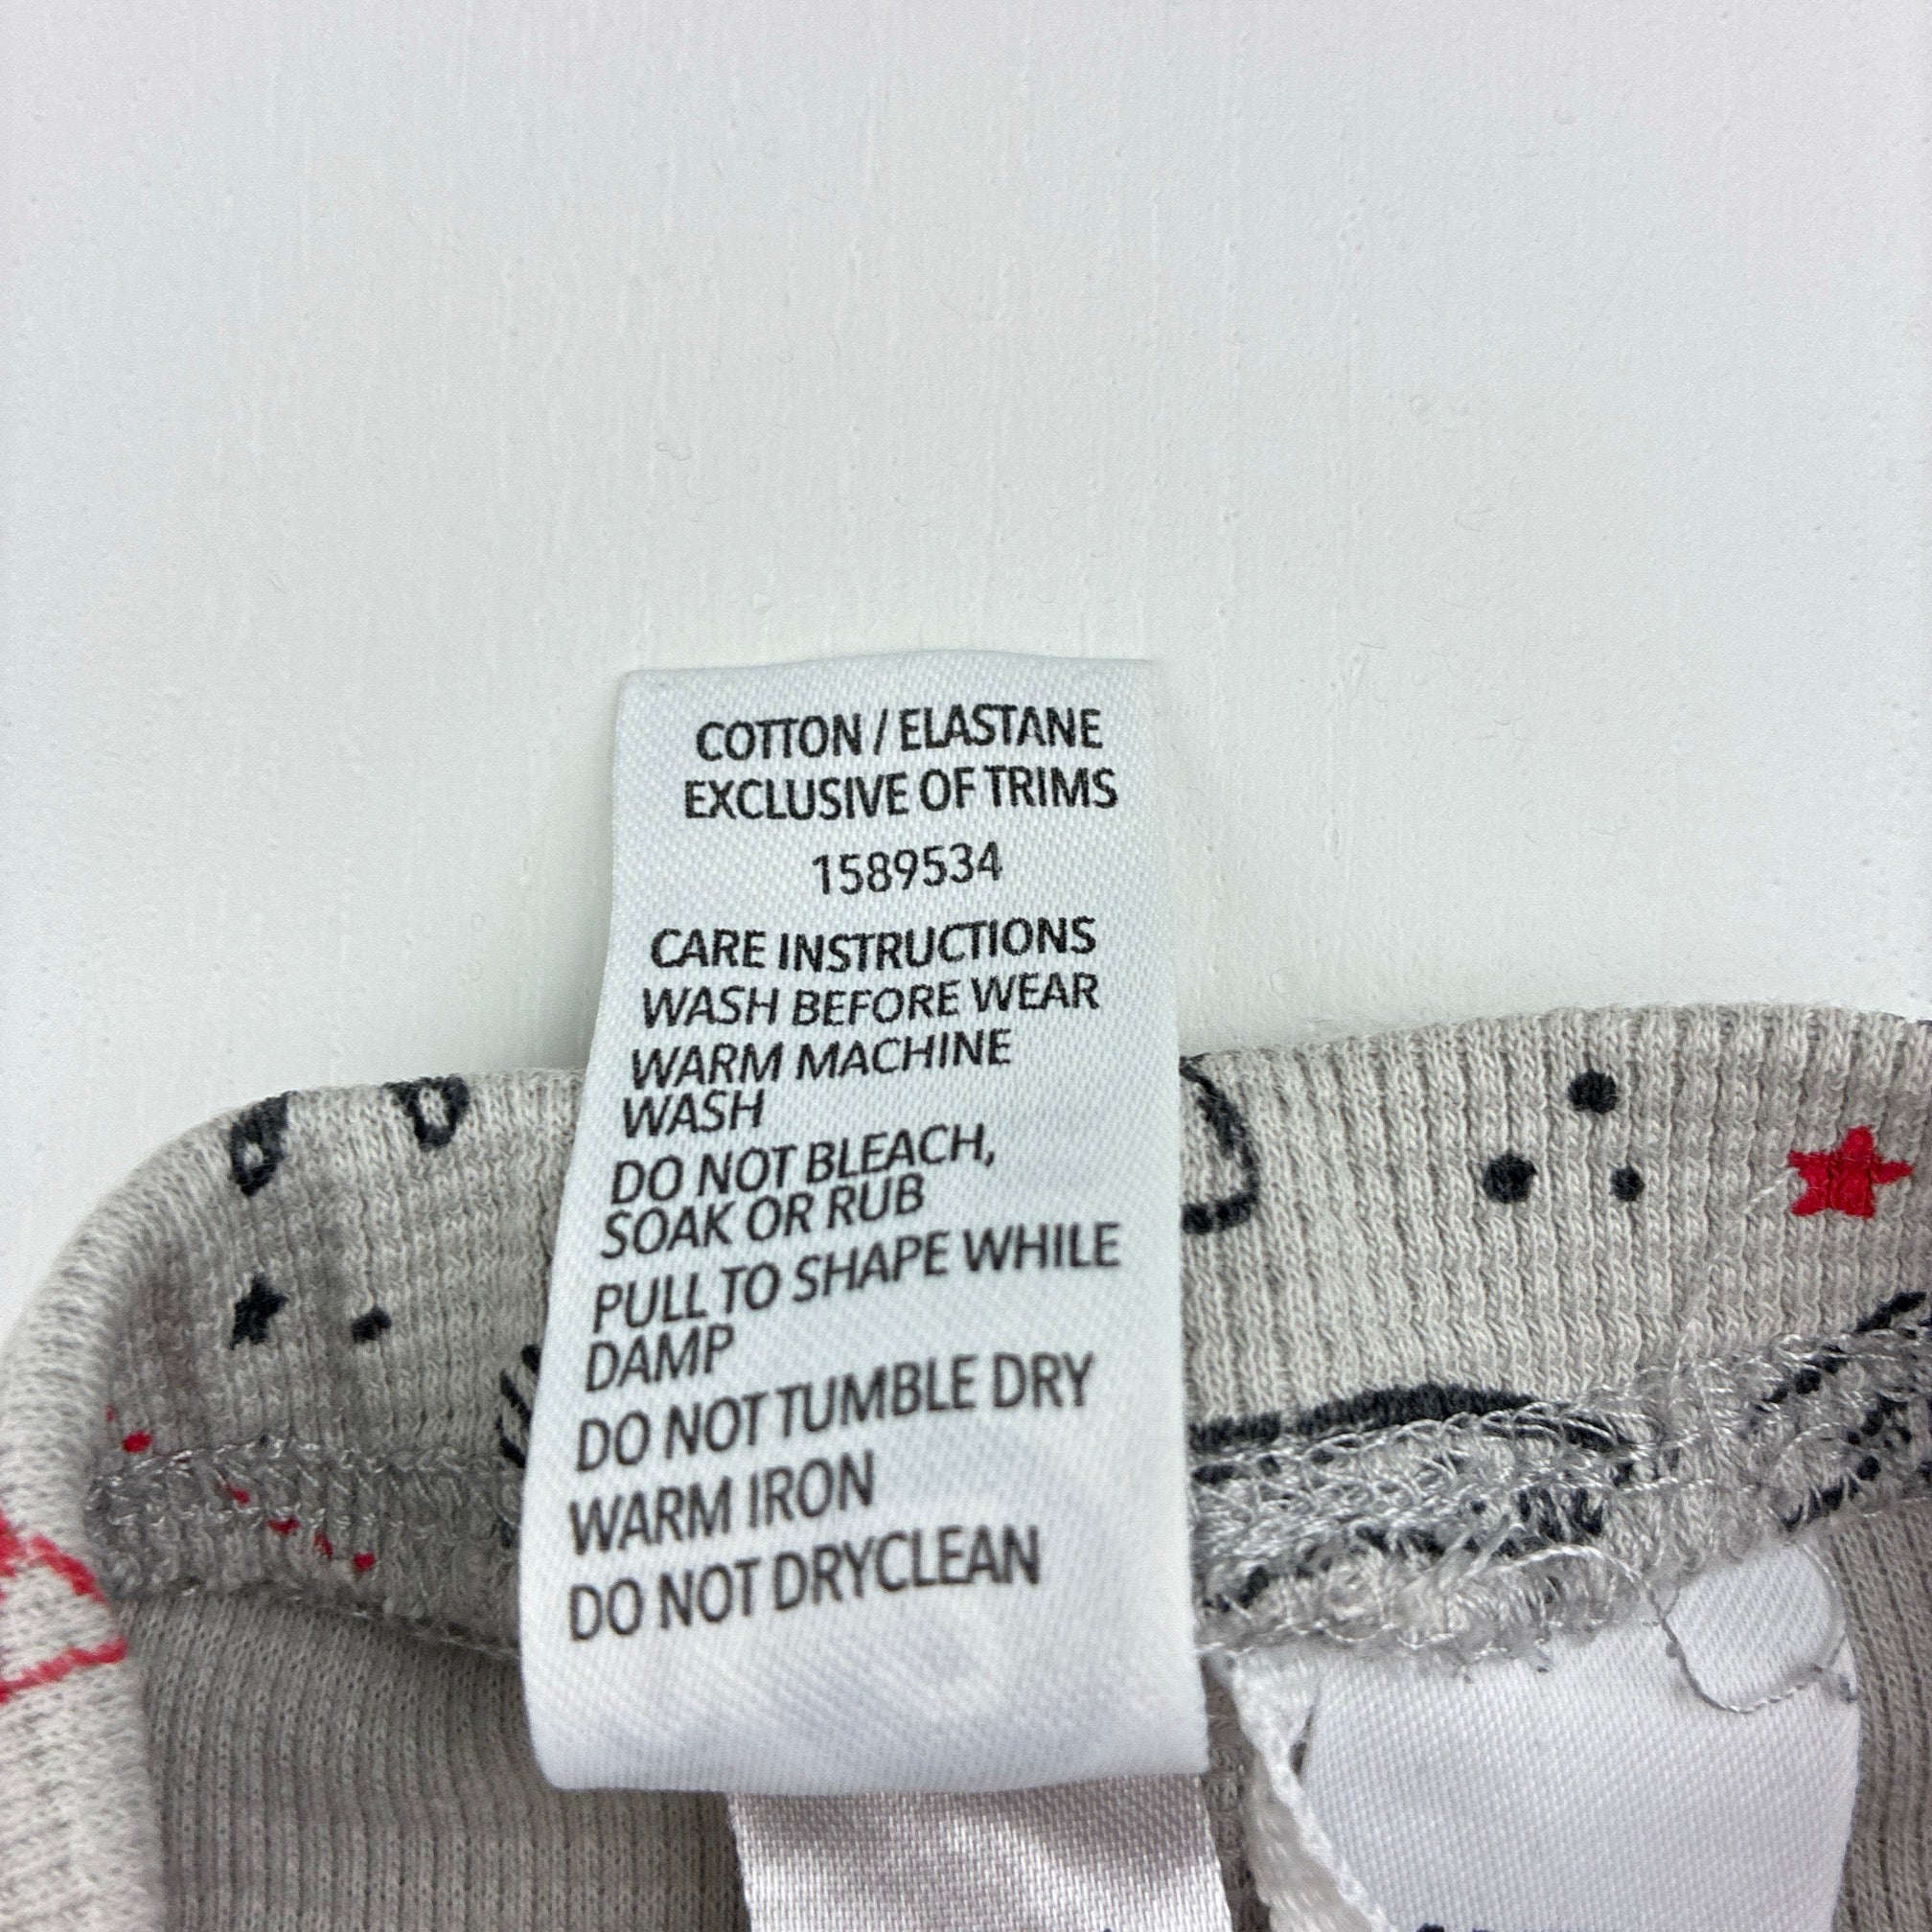 COTTON / ELASTANE
EXCLUSIVE OF TRIMS
1589534
CARE INSTRUCTIONS
WASH BEFORE WEAR
WARM MACHINE
WASH
DO NOT BLEACH,
SOAK OR RUB
PULL TO SHAPE WHILE
DAMP
DO NOT TUMBLE DRY
WARM IRON
DO NOT DRYCLEAN